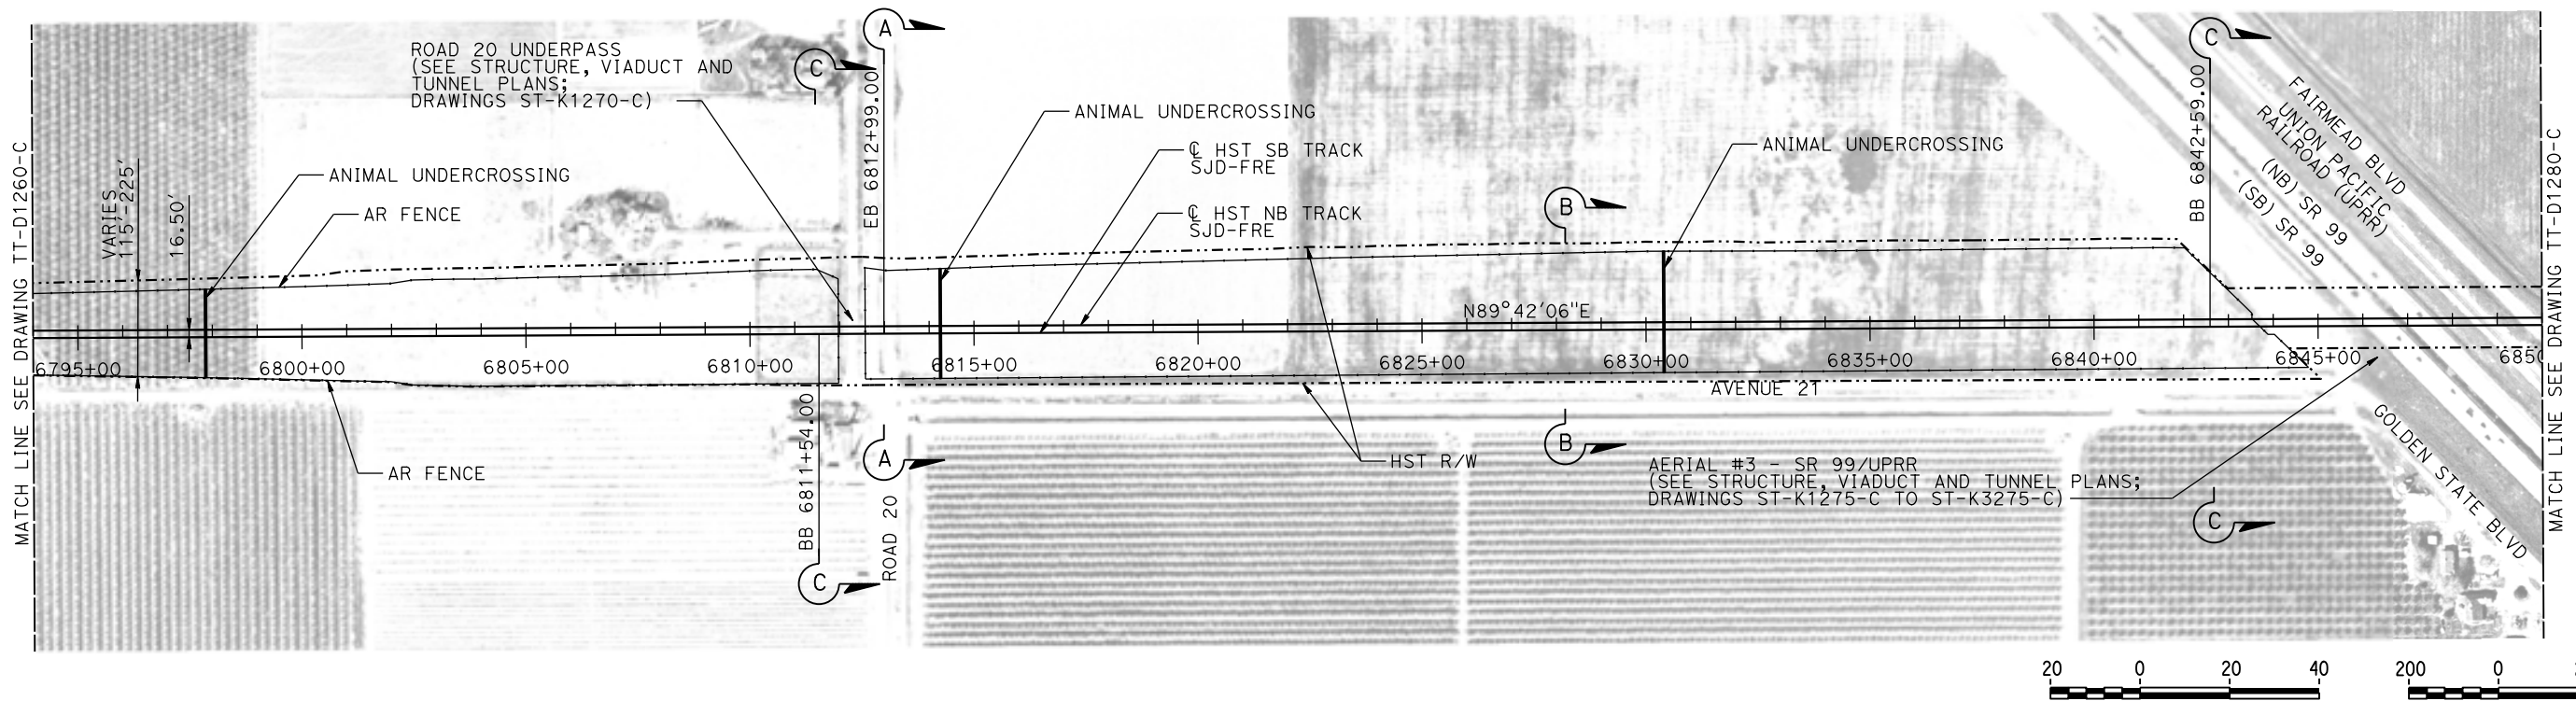 ROAD 20 UNDERPASS
(SEE STRUCTURE, VIADUCT AND
TUNNEL PLANS;
DRAWINGS ST-K1270-C)
C
A
EB 6812+99.00
ANIMAL UNDERCROSSING
℄ HST SB TRACK
SJD-FRE
℄ HST NB TRACK
SJD-FRE
B
ANIMAL UNDERCROSSING
C
BB 6842+59.00
FAIRMEAD BLVD
UNION PACIFIC
RAILROAD (UPRR)
(NB) SR 99
(SB) SR 99
MATCH LINE SEE DRAWING TT-D1260-C
VARIES
115'-225'
16.50'
ANIMAL UNDERCROSSING
AR FENCE
N89°42'06"E
6795+00
6800+00
6805+00
6810+00
6815+00
6820+00
6825+00
6830+00
6835+00
6840+00
6845+00
6850
AVENUE 21
MATCH LINE SEE DRAWING TT-D1280-C
AR FENCE
BB 6811+54.00
C
A
ROAD 20
HST R/W
B
AERIAL #3 - SR 99/UPRR
(SEE STRUCTURE, VIADUCT AND TUNNEL PLANS;
DRAWINGS ST-K1275-C TO ST-K3275-C)
C
GOLDEN STATE BLVD
20 0 20 40
200 0